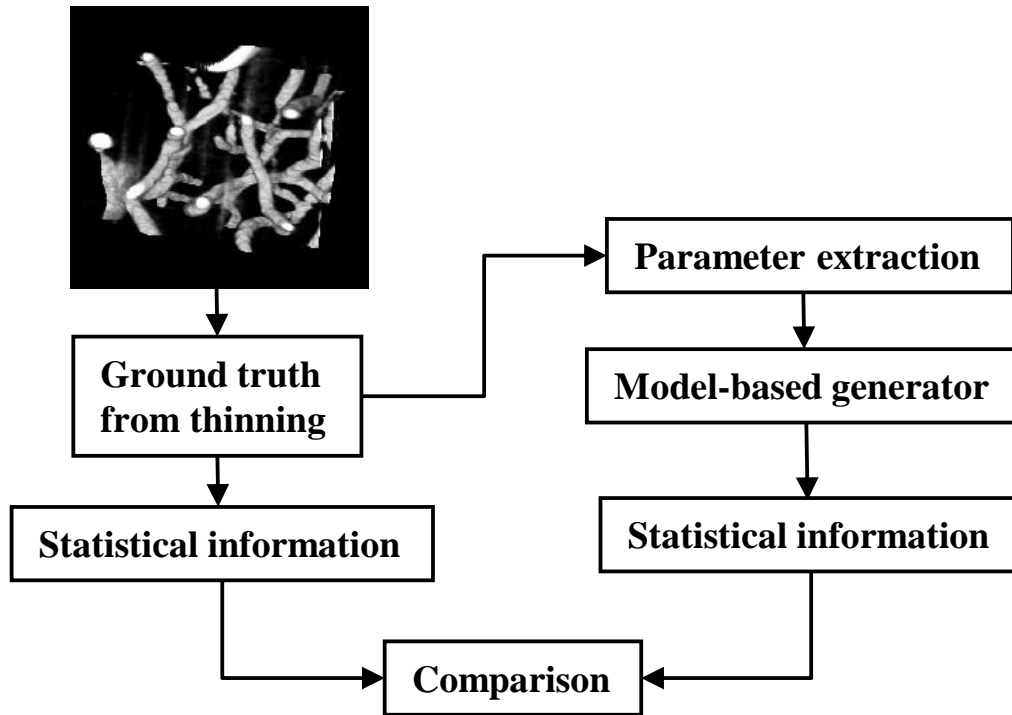 Ground truth
from thinning
Statistical information
Parameter extraction
Model-based generator
Statistical information
Comparison